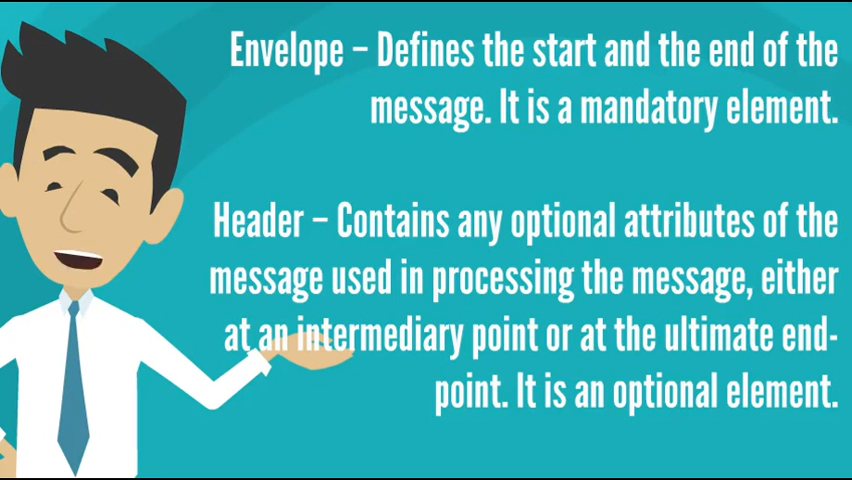 Envelope – Defines the start and the end of the
message. It is a mandatory element.
Header – Contains any optional attributes of the
message used in processing the message, either
at an intermediary point or at the ultimate end-
point. It is an optional element.